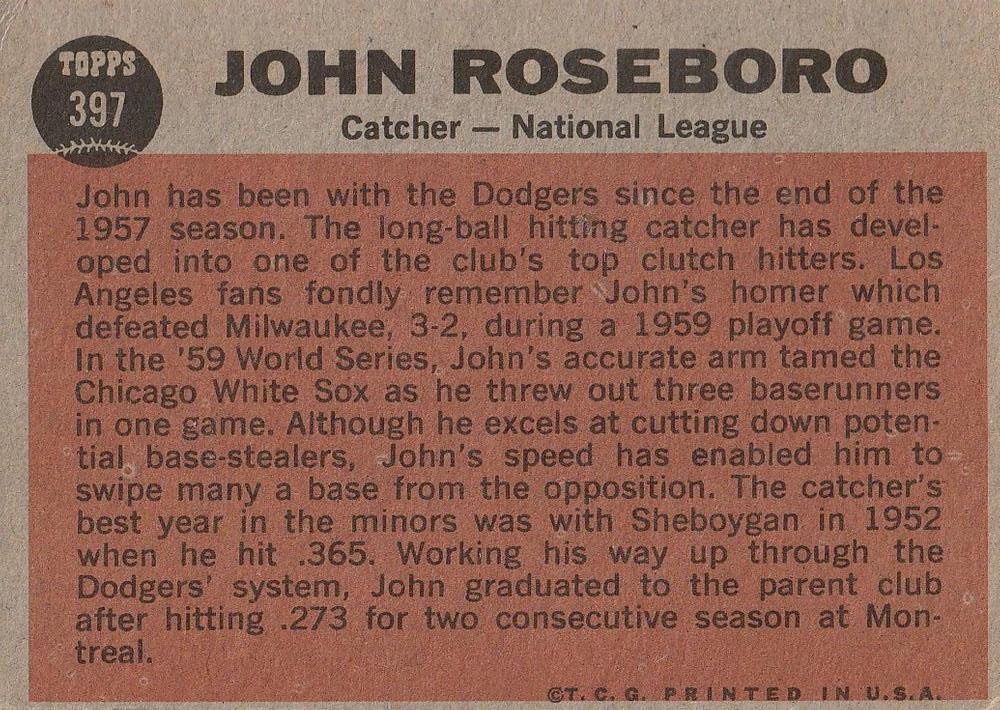 TOPPS
397
JOHN ROSEBORO
Catcher — National League
John has been with the Dodgers since the end of the
1957 season. The long-ball hitting catcher has devel-
oped into one of the club's top clutch hitters. Los
Angeles fans fondly remember John's homer which
defeated Milwaukee, 3-2, during a 1959 playoff game.
In the '59 World Series, John's accurate arm tamed the
Chicago White Sox as he threw out three baserunners
in one game. Although he excels at cutting down poten-
tial base-stealers, John's speed has enabled him to
swipe many a base from the opposition. The catcher's
best year in the minors was with Sheboygan in 1952
when he hit .365. Working his way up through the
Dodgers' system, John graduated to the parent club
after hitting .273 for two consecutive season at Mon-
treal.
©T. C. G. PRINTED IN U.S.A.